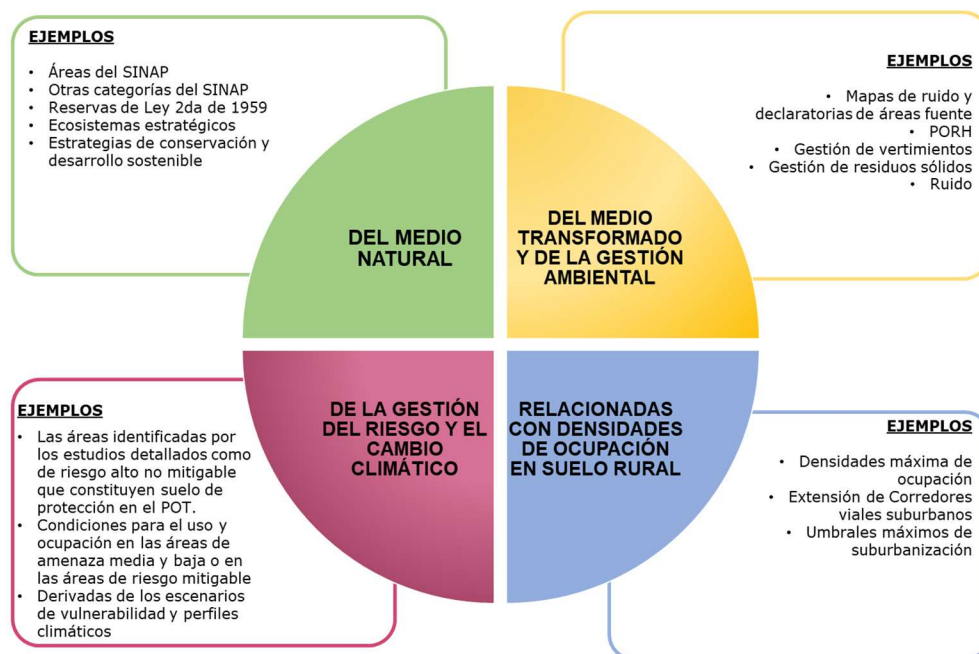 EJEMPLOS
• Áreas del SINAP
• Otras categorías del SINAP
• Reservas de Ley 2da de 1959
• Ecosistemas estratégicos
• Estrategias de conservación y
desarrollo sostenible
EJEMPLOS
• Mapas de ruido y
declaratorias de áreas fuente
• PORH
• Gestión de vertimientos
• Gestión de residuos sólidos
• Ruido
DEL MEDIO
NATURAL
DEL MEDIO
TRANSFORMADO
Y DE LA GESTIÓN
AMBIENTAL
DE LA GESTIÓN
DEL RIESGO Y EL
CAMBIO
CLIMÁTICO
RELACIONADAS
CON DENSIDADES
DE OCUPACIÓN
EN SUELO RURAL
EJEMPLOS
• Las áreas identificadas por
los estudios detallados como
de riesgo alto no mitigable
que constituyen suelo de
protección en el POT.
• Condiciones para el uso y
ocupación en las áreas de
amenaza media y baja o en
las áreas de riesgo mitigable
• Derivadas de los escenarios
de vulnerabilidad y perfiles
climáticos
EJEMPLOS
• Densidades máxima de
ocupación
• Extensión de Corredores
viales suburbanos
• Umbrales máximos de
suburbanización